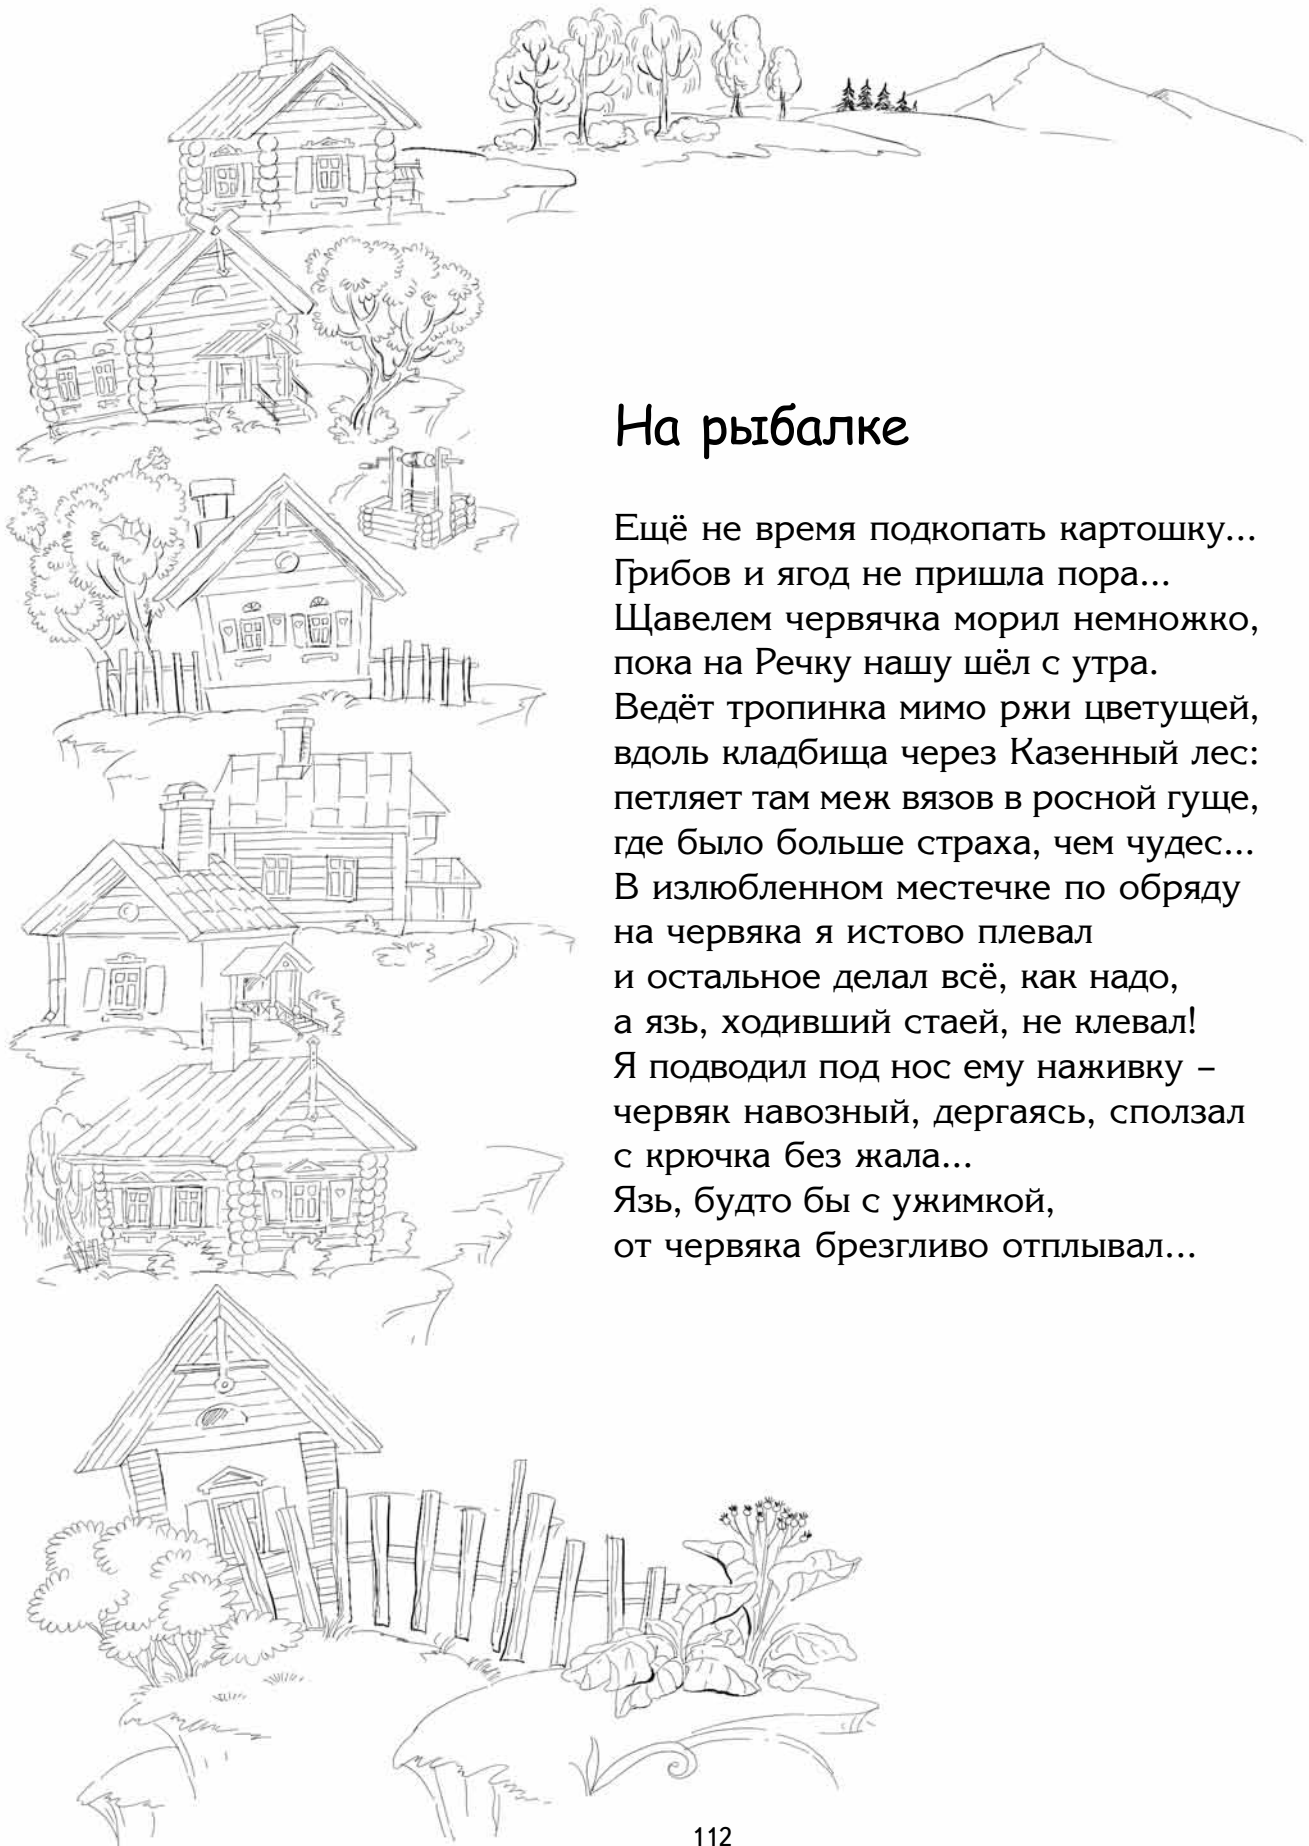 На рыбалке
Ещё не время подкопать картошку...
Грибов и ягод не пришла пора...
Щавелем червячка морил немножко,
пока на Речку нашу шёл с утра.
Ведёт тропинка мимо ржи цветущей,
вдоль кладбища через Казенный лес:
петляет там меж вязов в росной гуще,
где было больше страха, чем чудес...
В излюбленном местечке по обряду
на червяка я истово плевал
и остальное делал всё, как надо,
а язь, ходивший стаей, не клевал!
Я подводил под нос ему наживку –
червяк навозный, дергаясь, сползал
с крючка без жала...
Язь, будто бы с ужимкой,
от червяка брезгливо отплывал...
112